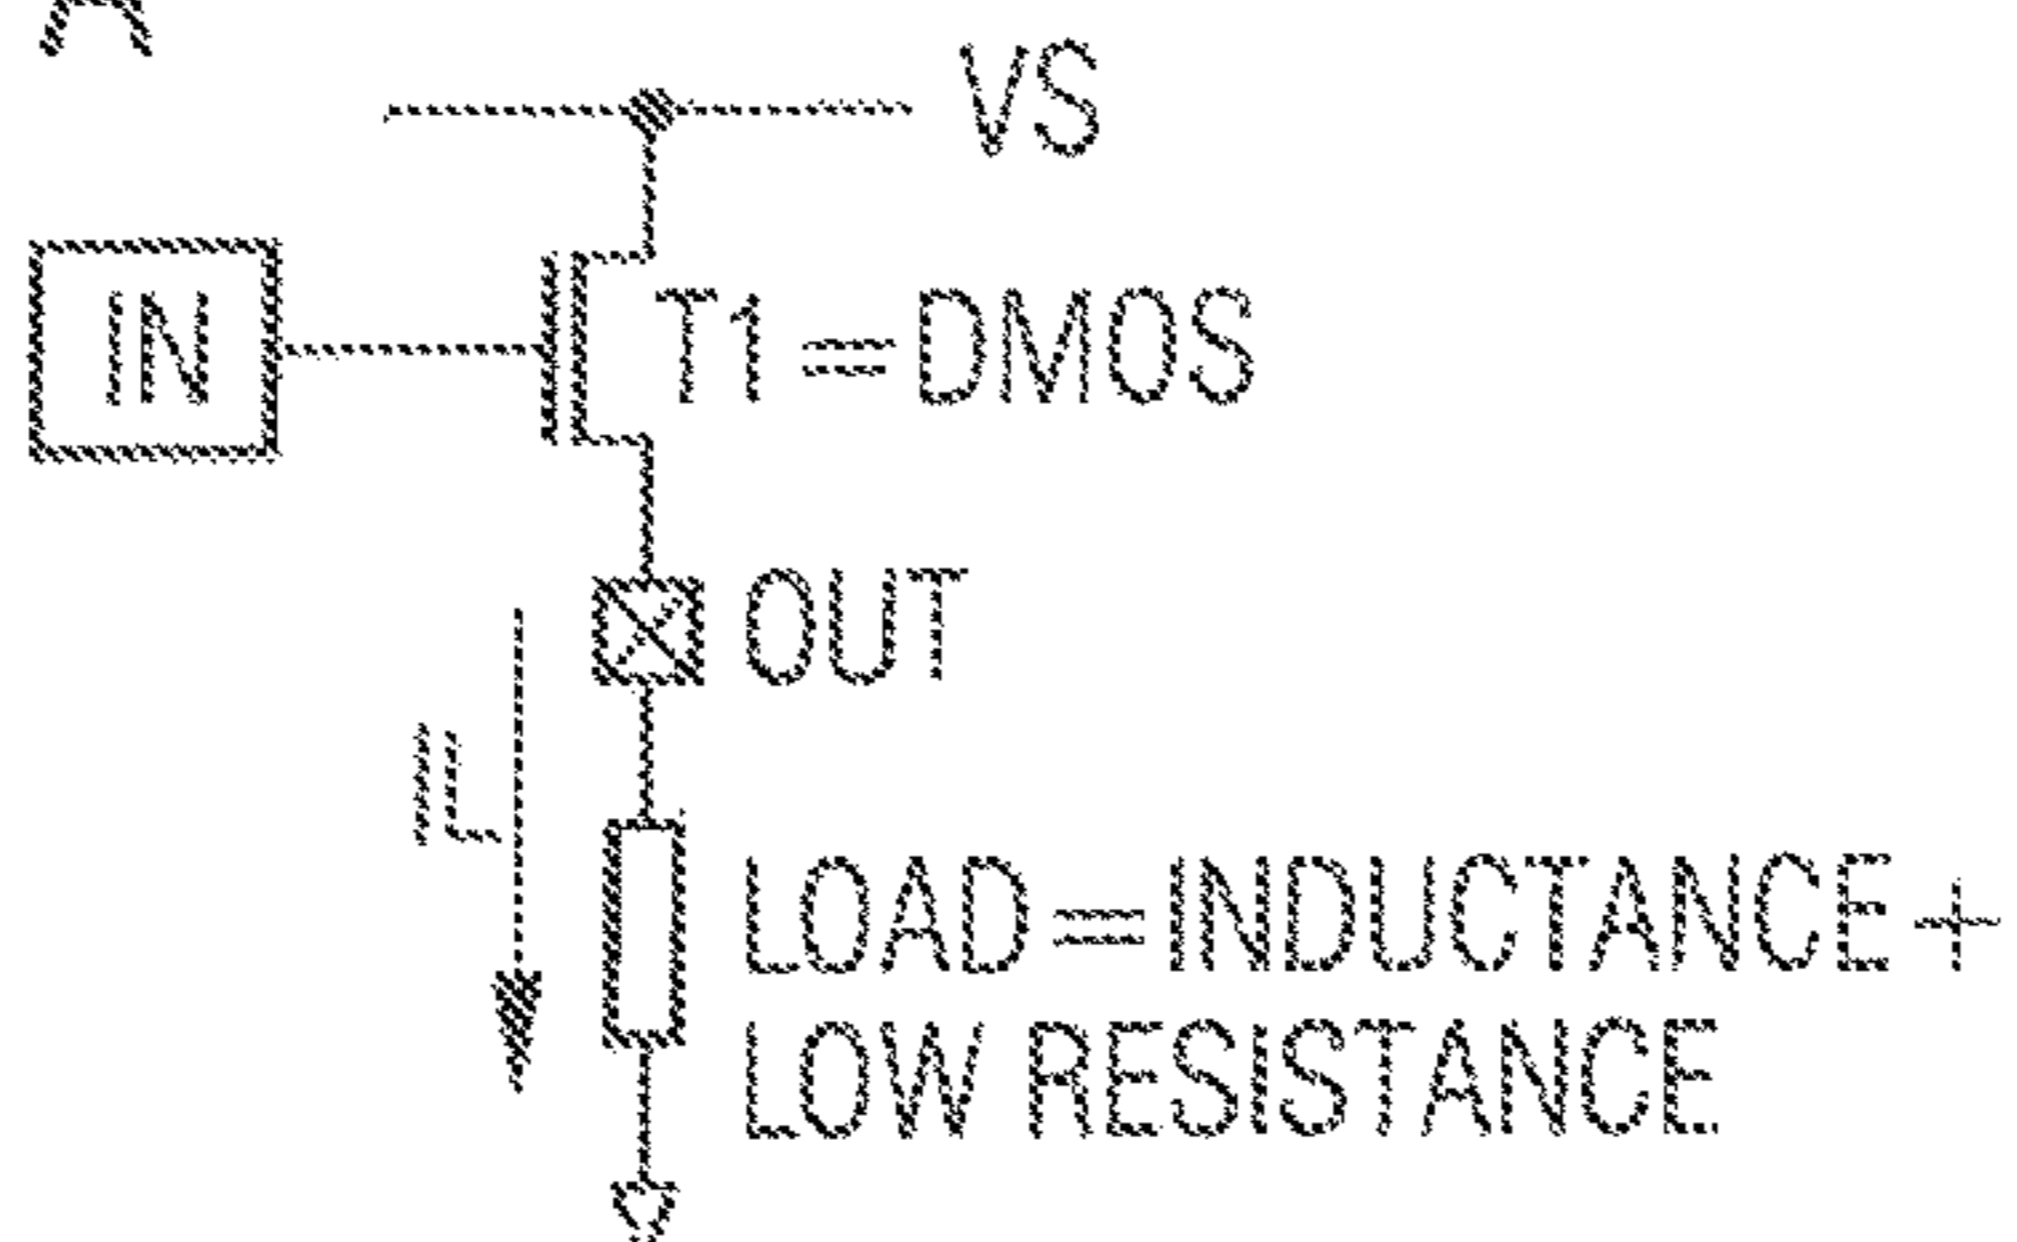 VS
IN
T1=DMOS
OUT
IL
LOAD=INDUCTANCE+
LOW RESISTANCE